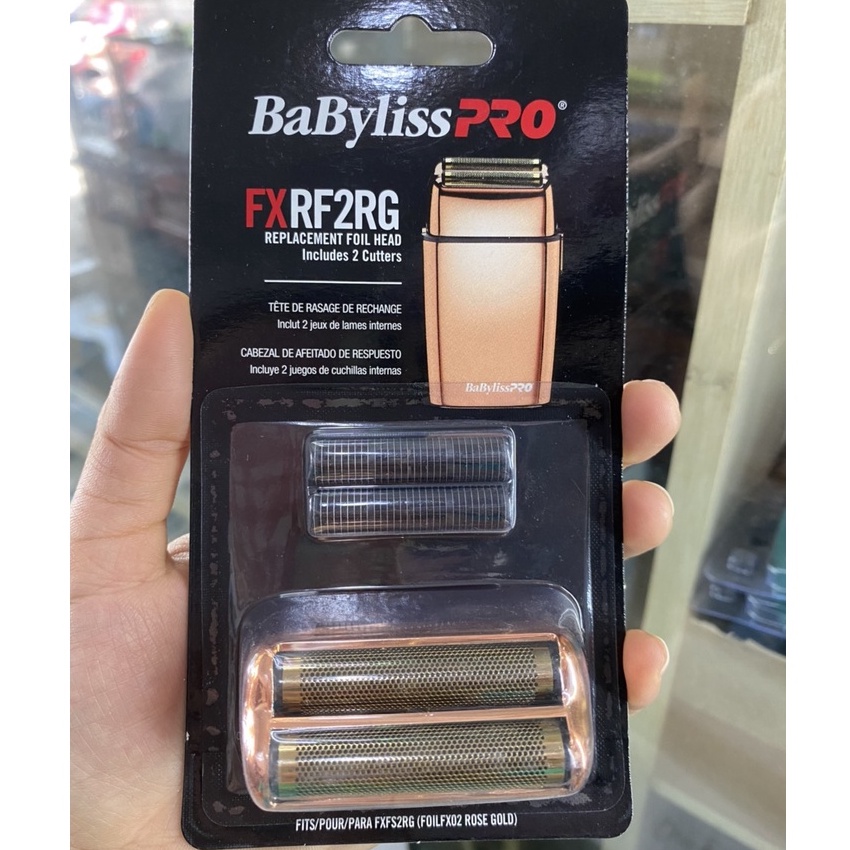 BaBylissPRO®
FXRF2RG
REPLACEMENT FOIL HEAD
Includes 2 Cutters
TÊTE DE RASAGE DE RECHANGE
Inclut 2 jeux de lames internes
CABEZAL DE AFEITADO DE RESPUESTO
Incluye 2 juegos de cuchillas internas
BaBylissPRO
FITS/POUR/PARA FXFS2RG (FOILFX02 ROSE GOLD)